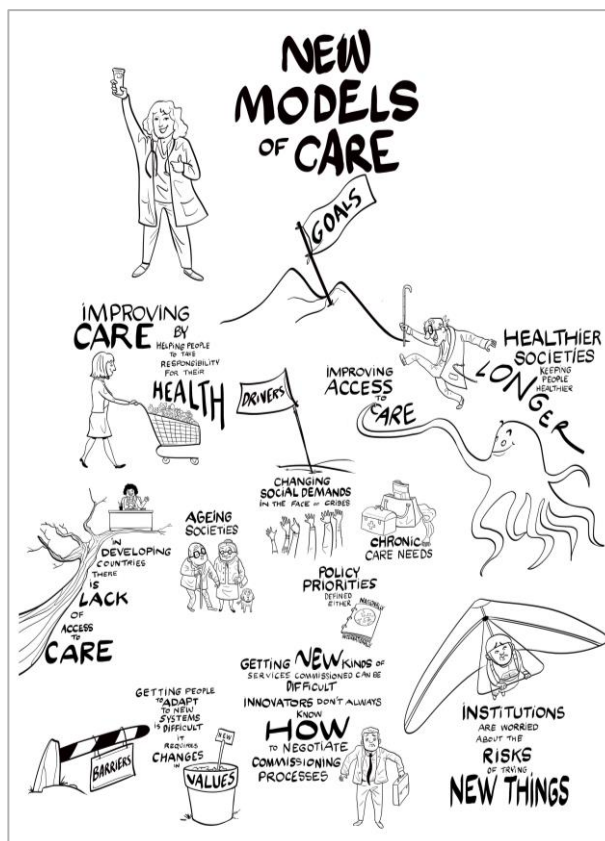 NEW
MODELS
OF CARE
GOALS
IMPROVING
CARE BY
HELPING PEOPLE
TO TAKE
RESPONSIBILITY
FOR THEIR
HEALTH
DRIVERS
IMPROVING
ACCESS
TO
CARE
HEALTHIER
SOCIETIES
KEEPING
PEOPLE
HEALTHIER
LONGER
IN
DEVELOPING
COUNTRIES
THERE
IS
LACK
OF
ACCESS
TO
CARE
AGEING
SOCIETIES
CHANGING
SOCIAL DEMANDS
IN THE FACE OF CRISES
CHRONIC
CARE NEEDS
POLICY
PRIORITIES
DEFINED
EITHER
NATIONALLY
GETTING NEW KINDS OF
SERVICES COMMISSIONED CAN BE
DIFFICULT
INNOVATORS DON'T ALWAYS
KNOW
HOW
TO NEGOTIATE
COMMISSIONING
PROCESSES
GETTING PEOPLE
TO ADAPT
TO NEW
SYSTEMS
IS DIFFICULT
IT
REQUIRES
CHANGES
IN
NEW
VALUES
BARRIERS
INSTITUTIONS
ARE WORRIED
ABOUT THE
RISKS
OF TRYING
NEW THINGS